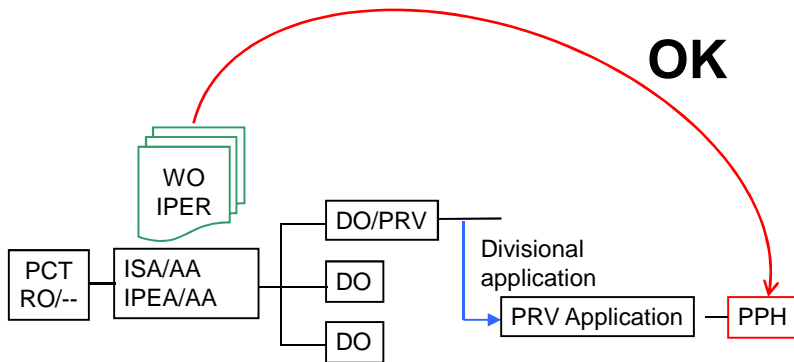 OK
WO
IPER
DO/PRV
PCT
RO/--
ISA/AA
IPEA/AA
DO
DO
Divisional
application
PRV Application
PPH